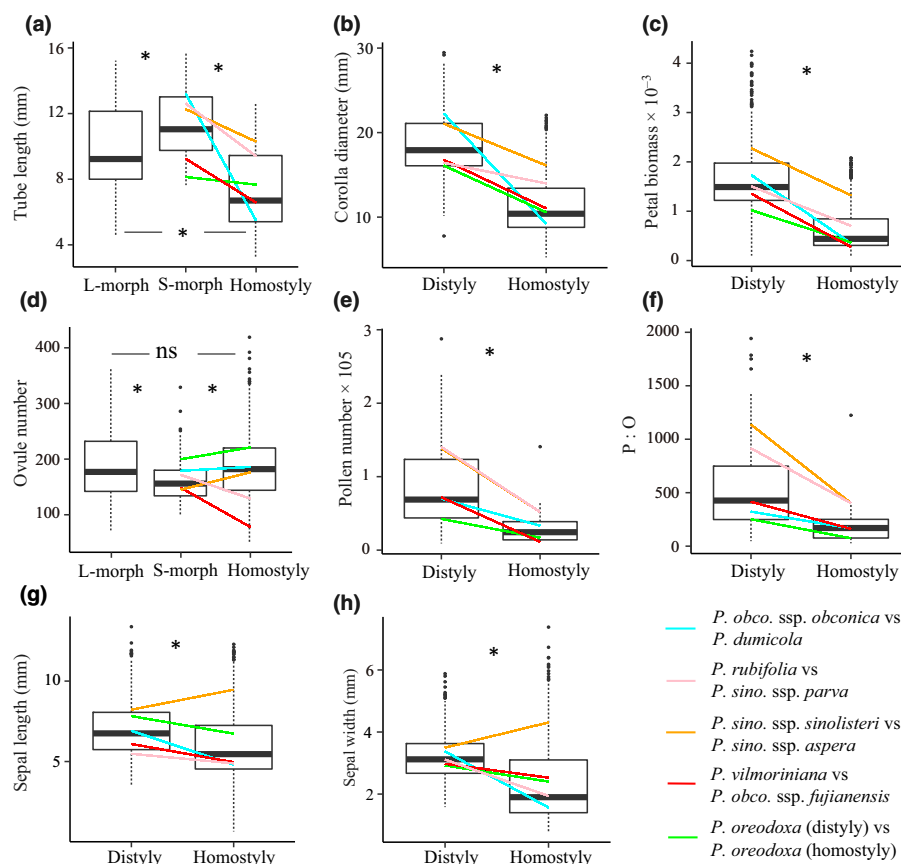 (a)
Tube length (mm)
16
12
8
4
*
*
*
L-morph S-morph Homostyly
(b)
Corolla diameter (mm)
30
20
10
*
Distyly Homostyly
(c)
Petal biomass × 10⁻³
4
3
2
1
0
*
Distyly Homostyly
(d)
Ovule number
400
300
200
100
ns
*
*
L-morph S-morph Homostyly
(e)
Pollen number × 105
3
2
1
0
*
Distyly Homostyly
(f)
P : O
2000
1500
1000
500
0
*
Distyly Homostyly
(g)
Sepal length (mm)
10
5
*
Distyly Homostyly
(h)
Sepal width (mm)
6
4
2
*
Distyly Homostyly
P. obco. ssp. obconica vs
P. dumicola
P. rubifolia vs
P. sino. ssp. parva
P. sino. ssp. sinolisteri vs
P. sino. ssp. aspera
P. vilmoriniana vs
P. obco. ssp. fujianensis
P. oreodoxa (distyly) vs
P. oreodoxa (homostyly)